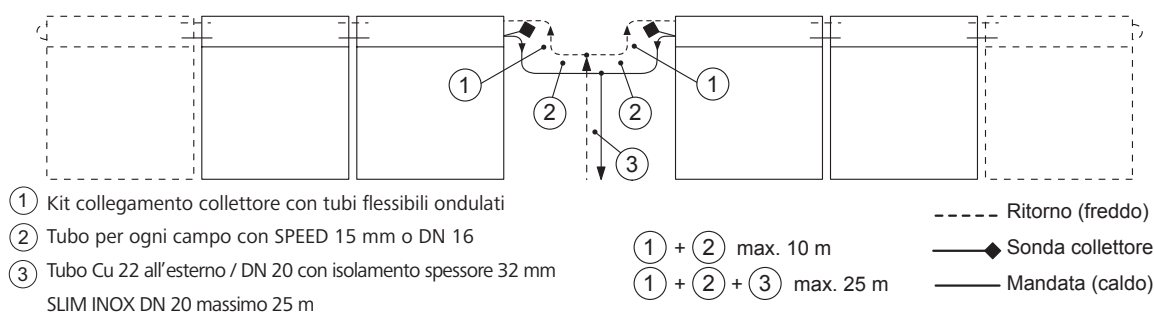 1
2
3
2
1
1 Kit collegamento collettore con tubi flessibili ondulati
2 Tubo per ogni campo con SPEED 15 mm o DN 16
3 Tubo Cu 22 all'esterno / DN 20 con isolamento spessore 32 mm
SLIM INOX DN 20 massimo 25 m
1 + 2 max. 10 m
1 + 2 + 3 max. 25 m
Ritorno (freddo)
Sonda collettore
Mandata (caldo)